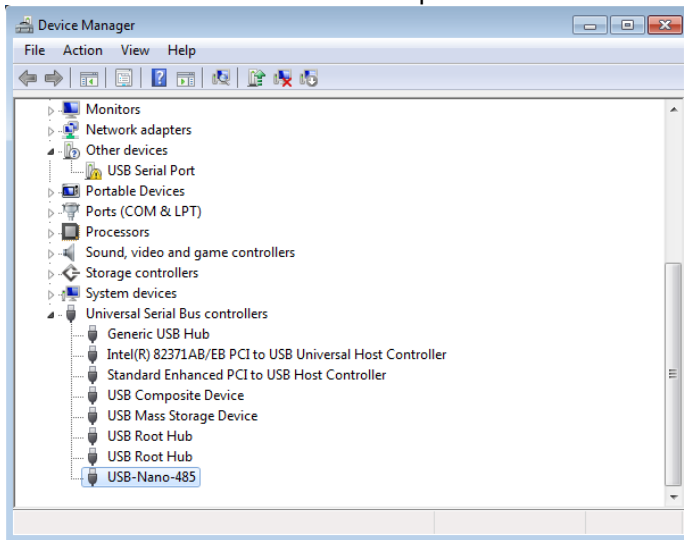 Device Manager
File Action View Help
Monitors
Network adapters
Other devices
USB Serial Port
Portable Devices
Ports (COM & LPT)
Processors
Sound, video and game controllers
Storage controllers
System devices
Universal Serial Bus controllers
Generic USB Hub
Intel(R) 82371AB/EB PCI to USB Universal Host Controller
Standard Enhanced PCI to USB Host Controller
USB Composite Device
USB Mass Storage Device
USB Root Hub
USB Root Hub
USB-Nano-485